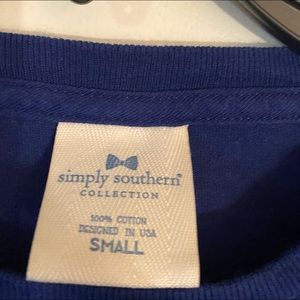 simply southern®
COLLECTION
100% COTTON
DESIGNED IN USA
SMALL